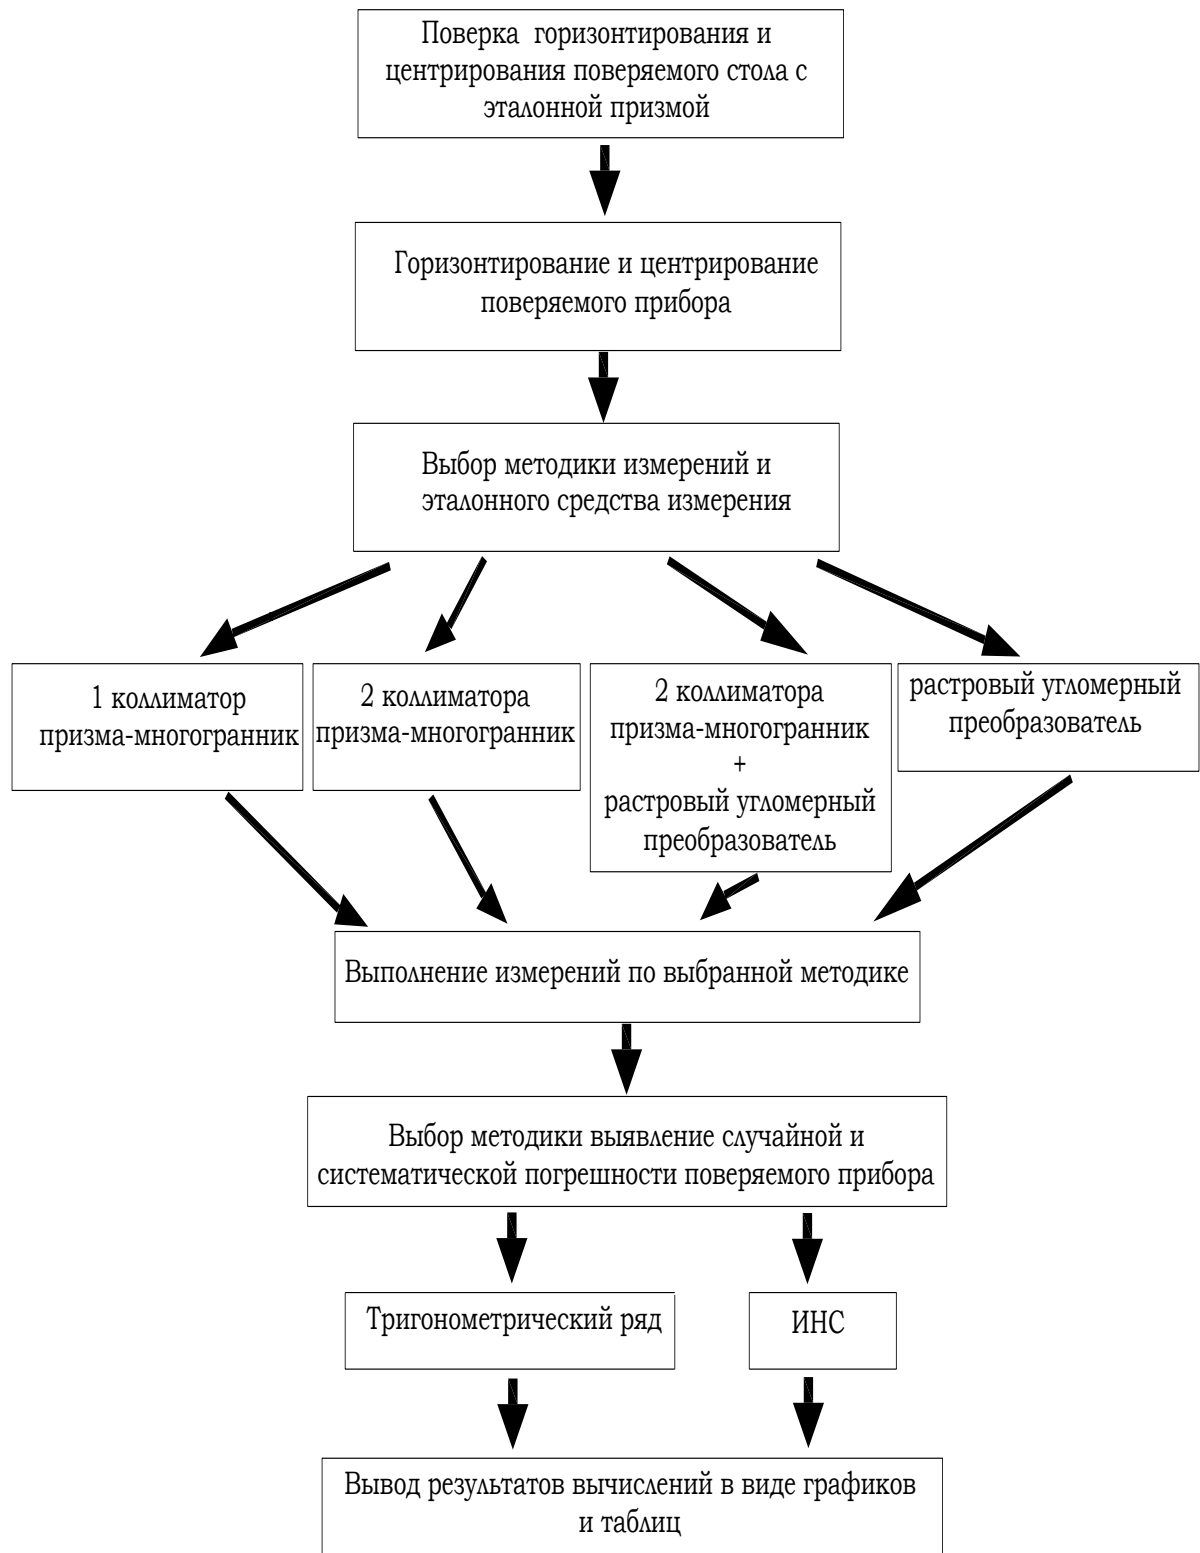 Поверка горизонтирования и
центрирования поверяемого стола с
эталонной призмой
Горизонтирование и центрирование
поверяемого прибора
Выбор методики измерений и
эталонного средства измерения
1 коллиматор
призма-многогранник
2 коллиматора
призма-многогранник
2 коллиматора
призма-многогранник
+
растровый угломерный
преобразователь
растровый угломерный
преобразователь
Выполнение измерений по выбранной методике
Выбор методики выявление случайной и
систематической погрешности поверяемого прибора
Тригонометрический ряд
ИНС
Вывод результатов вычислений в виде графиков
и таблиц